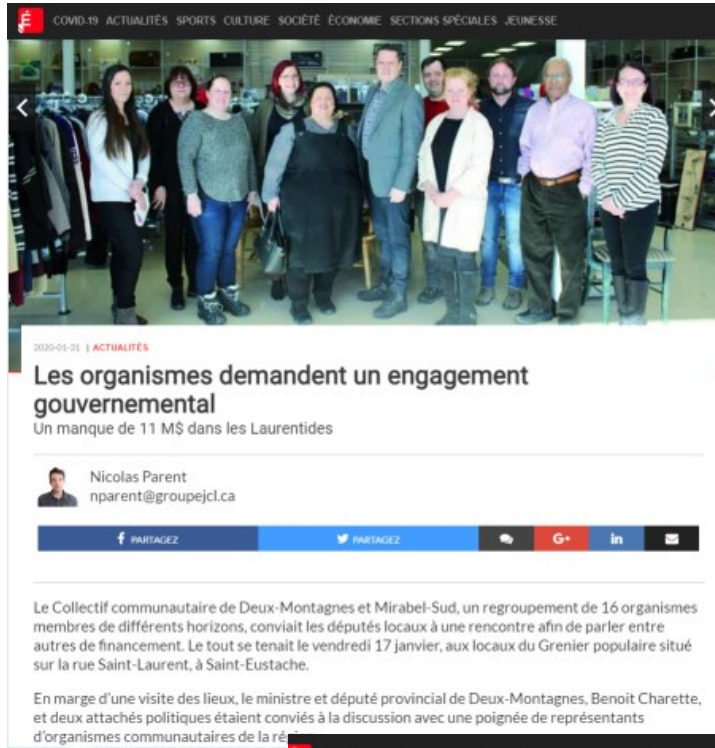 É
COVID-19 ACTUALITÉS SPORTS CULTURE SOCIÉTÉ ÉCONOMIE SECTIONS SPÉCIALES JEUNESSE
2020-01-31 | ACTUALITÉS
Les organismes demandent un engagement
gouvernemental
Un manque de 11 M$ dans les Laurentides
Nicolas Parent
nparent@groupejcl.ca
f PARTAGEZ PARTAGEZ G+ in
Le Collectif communautaire de Deux-Montagnes et Mirabel-Sud, un regroupement de 16 organismes
membres de différents horizons, conviait les députés locaux à une rencontre afin de parler entre
autres de financement. Le tout se tenait le vendredi 17 janvier, aux locaux du Grenier populaire situé
sur la rue Saint-Laurent, à Saint-Eustache.
En marge d'une visite des lieux, le ministre et député provincial de Deux-Montagnes, Benoit Charette,
et deux attachés politiques étaient conviés à la discussion avec une poignée de représentants
d'organismes communautaires de la